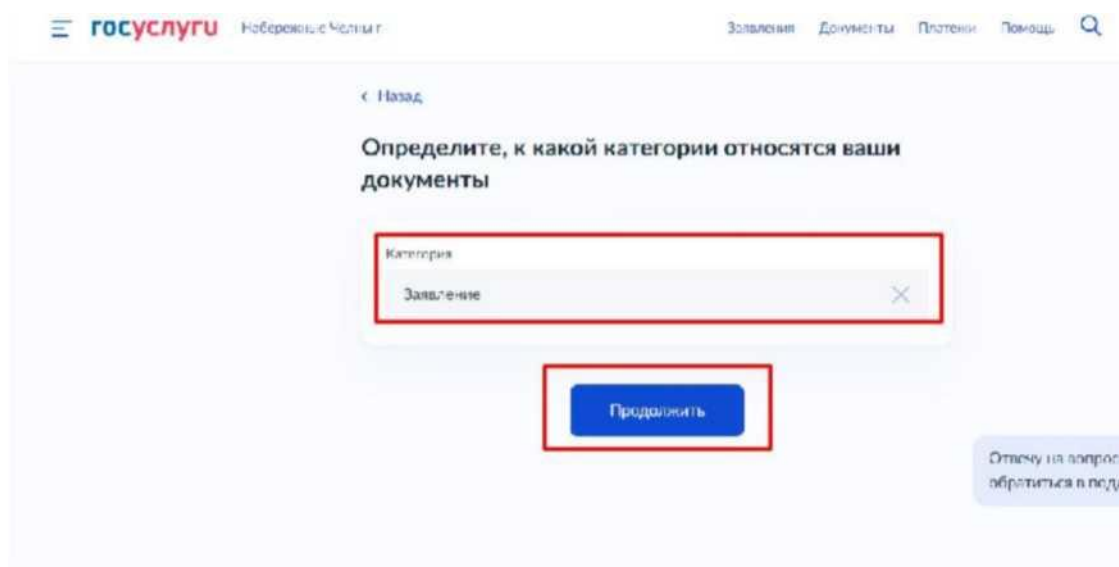 госуслуги Набережные Челны г. Заявления Документы Платежи Помощь
Назад
Определите, к какой категории относятся ваши
документы
Категория
Заявление
Продолжить
Отвечу на вопрос
обратиться в под